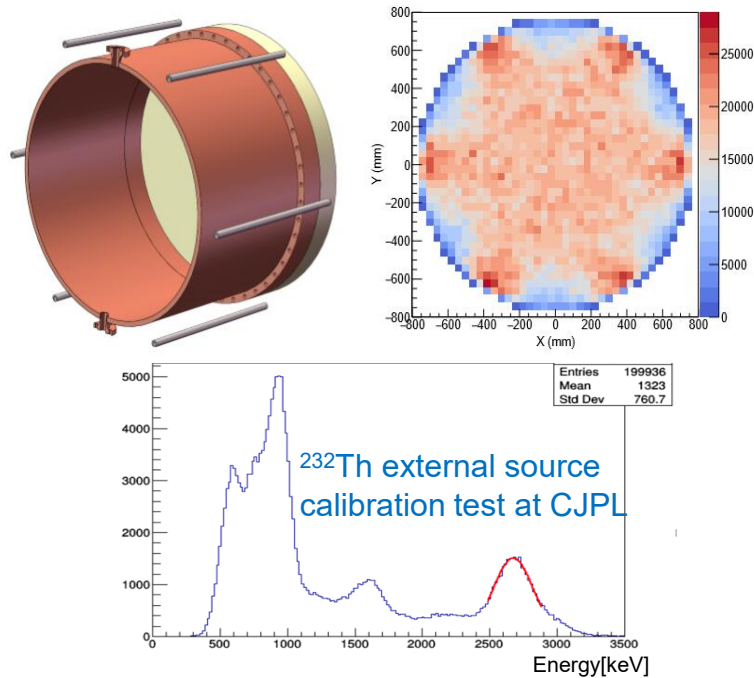 800
600
400
200
0
−200
−400
−600
−800
Y (mm)
−800 −600 −400 −200 0 200 400 600 800
X (mm)
25000
20000
15000
10000
5000
0
Entries 199936
Mean 1323
Std Dev 760.7
5000
4000
3000
2000
1000
0
²³²Th external source
calibration test at CJPL
0 500 1000 1500 2000 2500 3000 3500
Energy[keV]